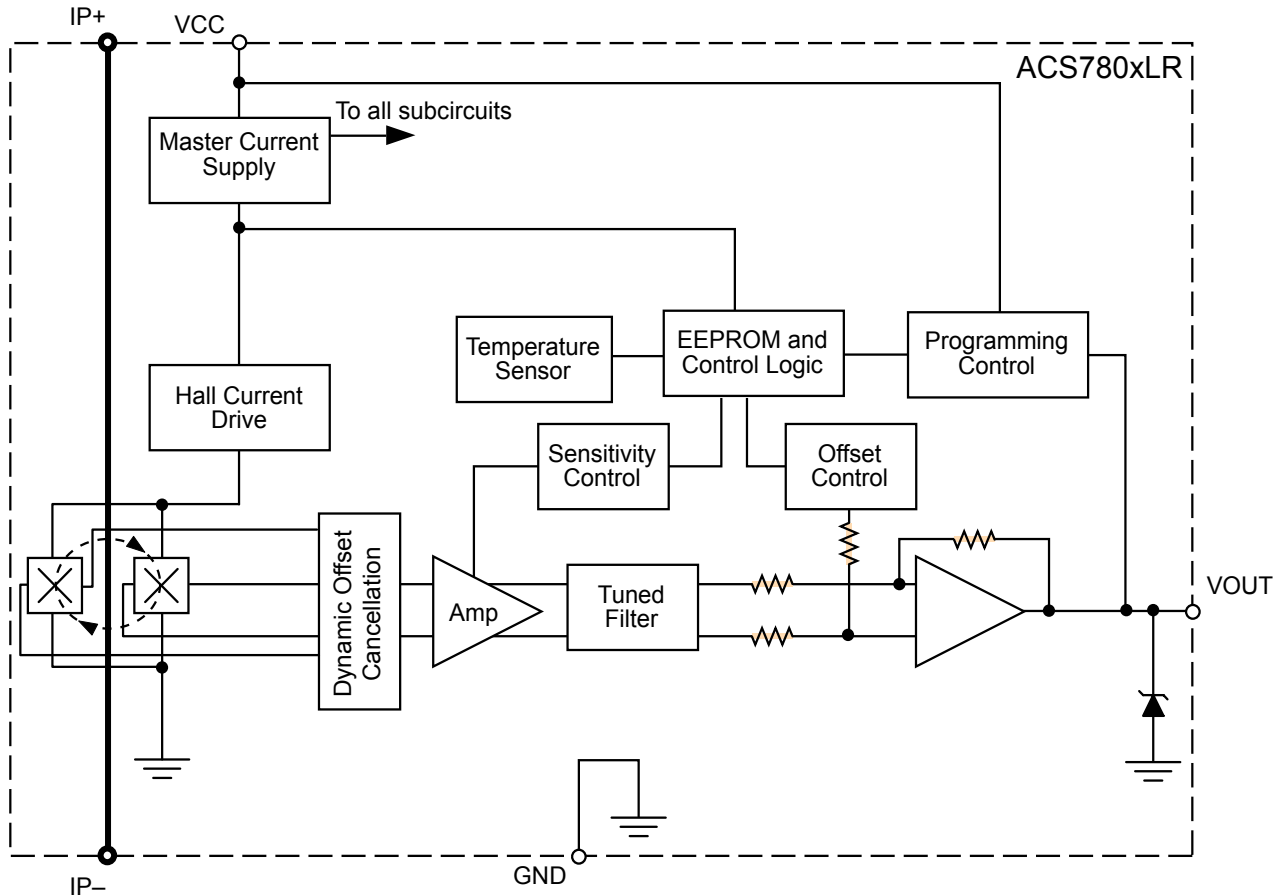 IP+
VCC
ACS780xLR
To all subcircuits
Master Current
Supply
Temperature
Sensor
EEPROM and
Control Logic
Programming
Control
Hall Current
Drive
Sensitivity
Control
Offset
Control
Dynamic Offset
Cancellation
Amp
Tuned
Filter
VOUT
GND
IP–